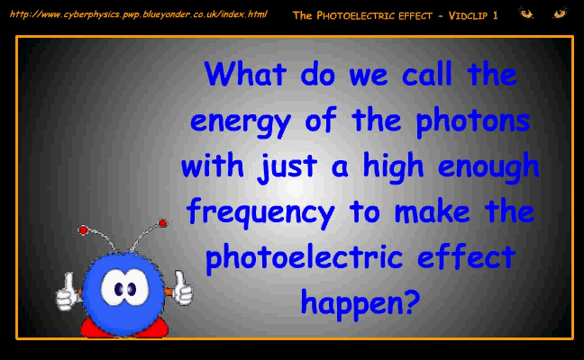 http://www.cyberphysics.pwp.blueyonder.co.uk/index.html
The Photoelectric effect - Vidclip 1
What do we call the
energy of the photons
with just a high enough
frequency to make the
photoelectric effect
happen?